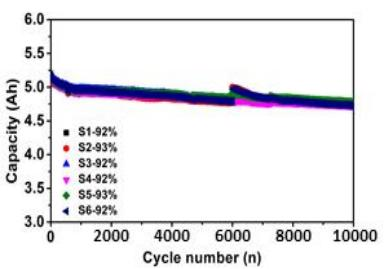 6.0
5.5
5.0
4.5
4.0
3.5
3.0
Capacity (Ah)
S1-92%
S2-93%
S3-92%
S4-92%
S5-93%
S6-92%
0 2000 4000 6000 8000 10000
Cycle number (n)